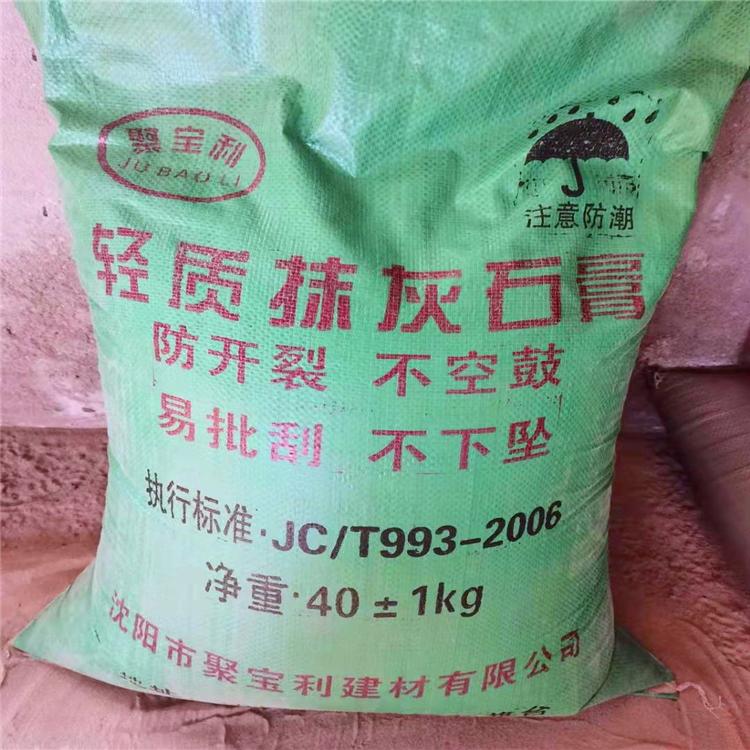 聚宝利
JU BAO LI
注意防潮
轻质抹灰石膏
防开裂 不空鼓
易批刮 不下坠
执行标准·JC/T993-2006
净重·40±1kg
沈阳市聚宝利建材有限公司